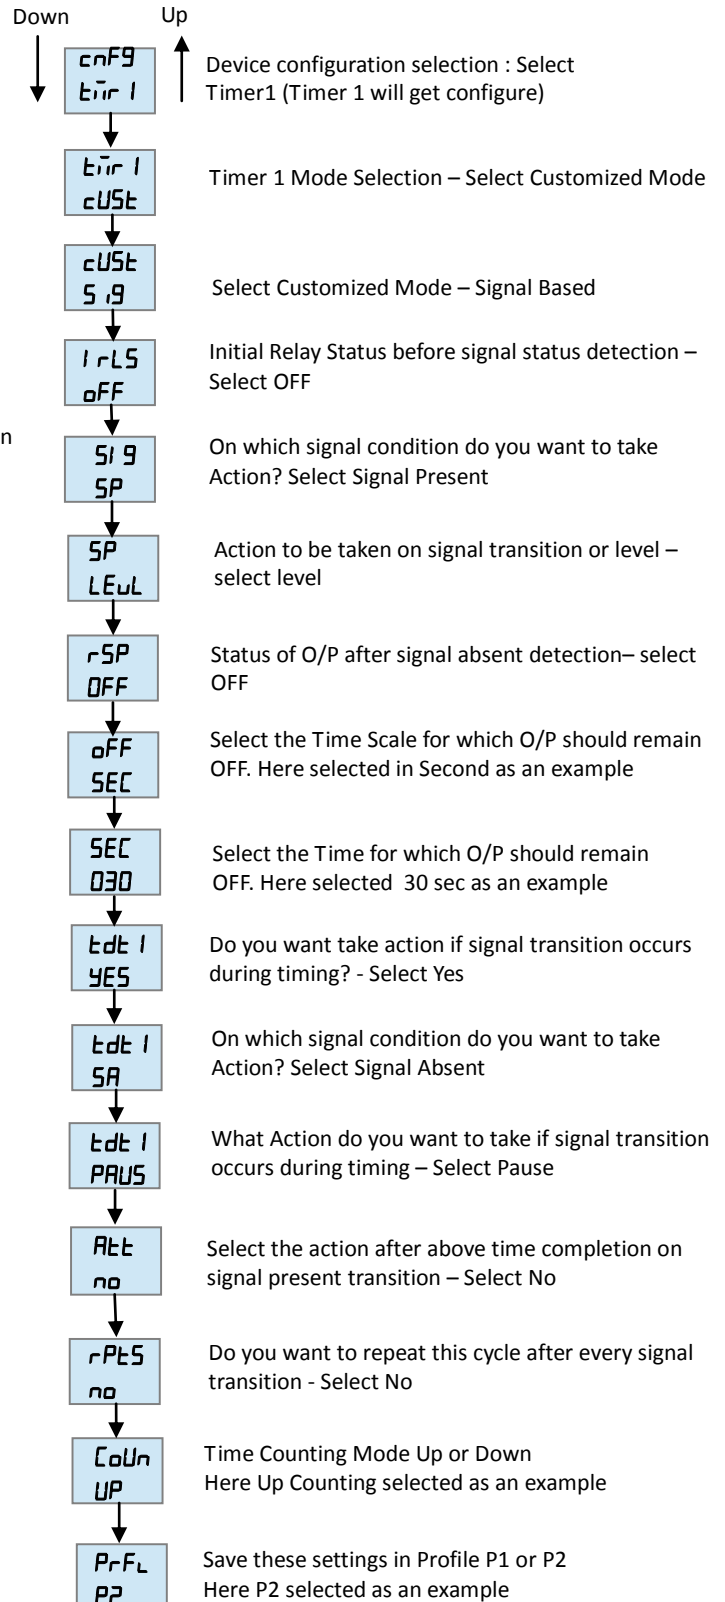 Down
Up
cnFg
tmr 1
Device configuration selection : Select
Timer1 (Timer 1 will get configure)
tmr 1
cUSt
Timer 1 Mode Selection – Select Customized Mode
cUSt
Sig
Select Customized Mode – Signal Based
IrLS
oFF
Initial Relay Status before signal status detection –
Select OFF
n
SIg
SP
On which signal condition do you want to take
Action? Select Signal Present
SP
LEvL
Action to be taken on signal transition or level –
select level
rSP
OFF
Status of O/P after signal absent detection– select
OFF
oFF
SEC
Select the Time Scale for which O/P should remain
OFF. Here selected in Second as an example
SEC
030
Select the Time for which O/P should remain
OFF. Here selected 30 sec as an example
tdt 1
YES
Do you want take action if signal transition occurs
during timing? - Select Yes
tdt 1
SA
On which signal condition do you want to take
Action? Select Signal Absent
tdt 1
PAUS
What Action do you want to take if signal transition
occurs during timing – Select Pause
Att
no
Select the action after above time completion on
signal present transition – Select No
rPtS
no
Do you want to repeat this cycle after every signal
transition - Select No
CoUn
UP
Time Counting Mode Up or Down
Here Up Counting selected as an example
PrFL
P2
Save these settings in Profile P1 or P2
Here P2 selected as an example